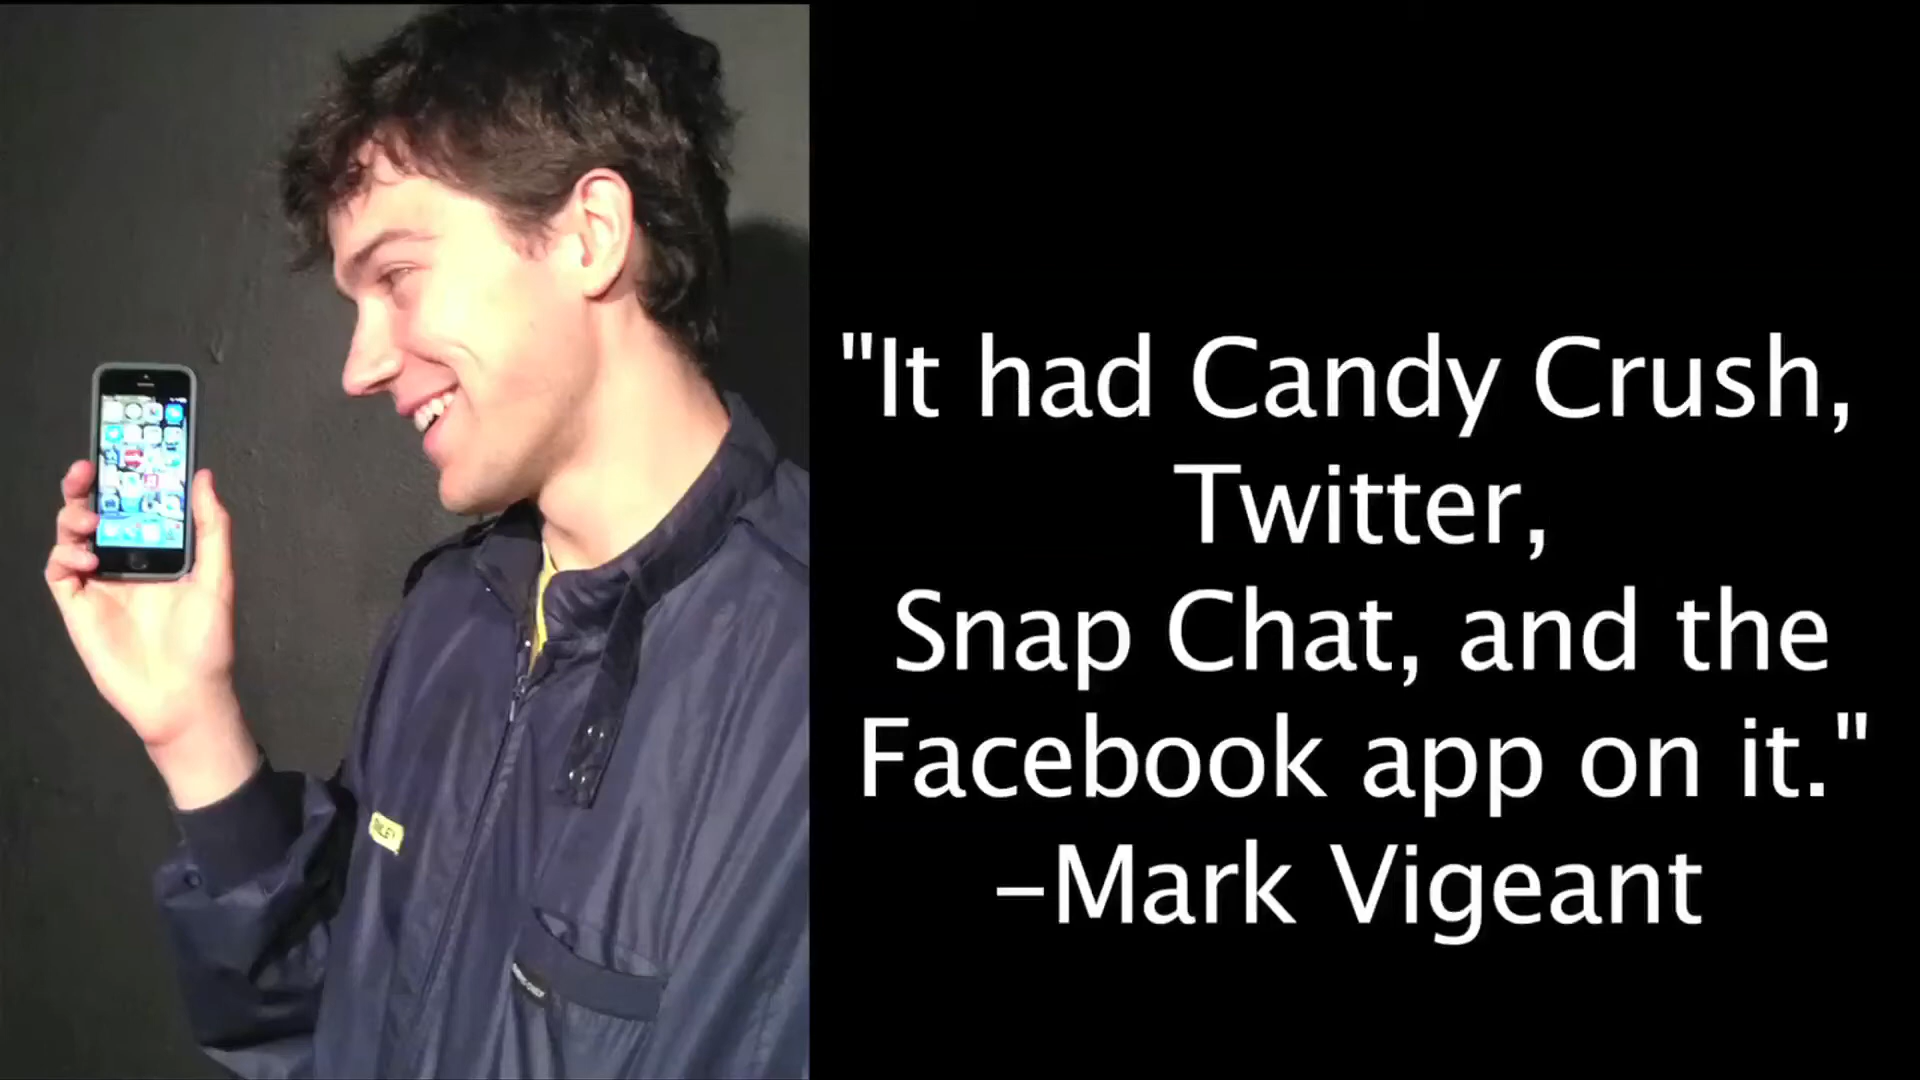 "It had Candy Crush,
Twitter,
Snap Chat, and the
Facebook app on it."
-Mark Vigeant